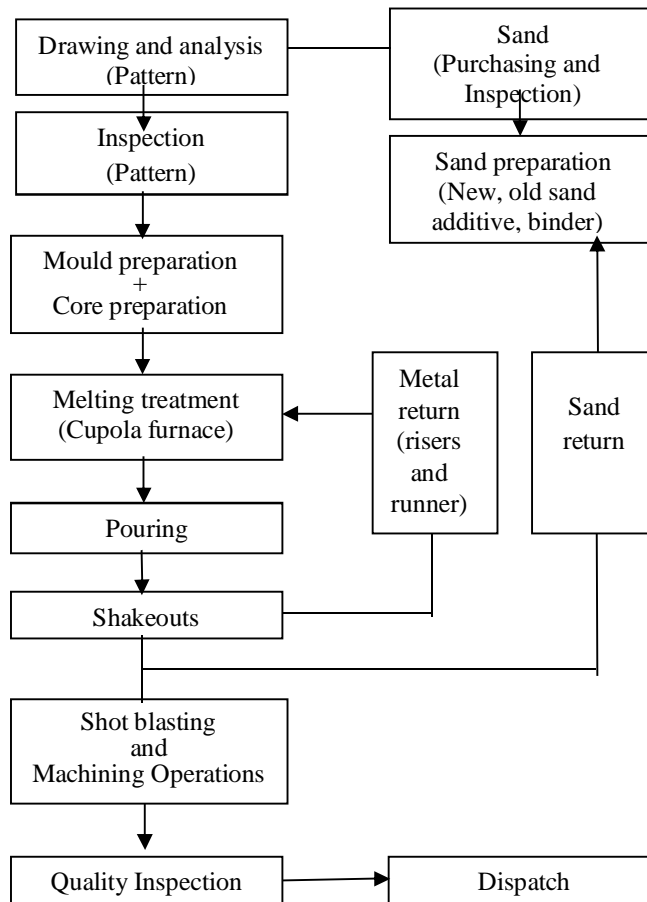 Drawing and analysis
(Pattern)
Sand
(Purchasing and
Inspection)
Inspection
(Pattern)
Sand preparation
(New, old sand
additive, binder)
Mould preparation
+
Core preparation
Melting treatment
(Cupola furnace)
Metal
return
(risers
and
runner)
Sand
return
Pouring
Shakeouts
Shot blasting
and
Machining Operations
Quality Inspection
Dispatch